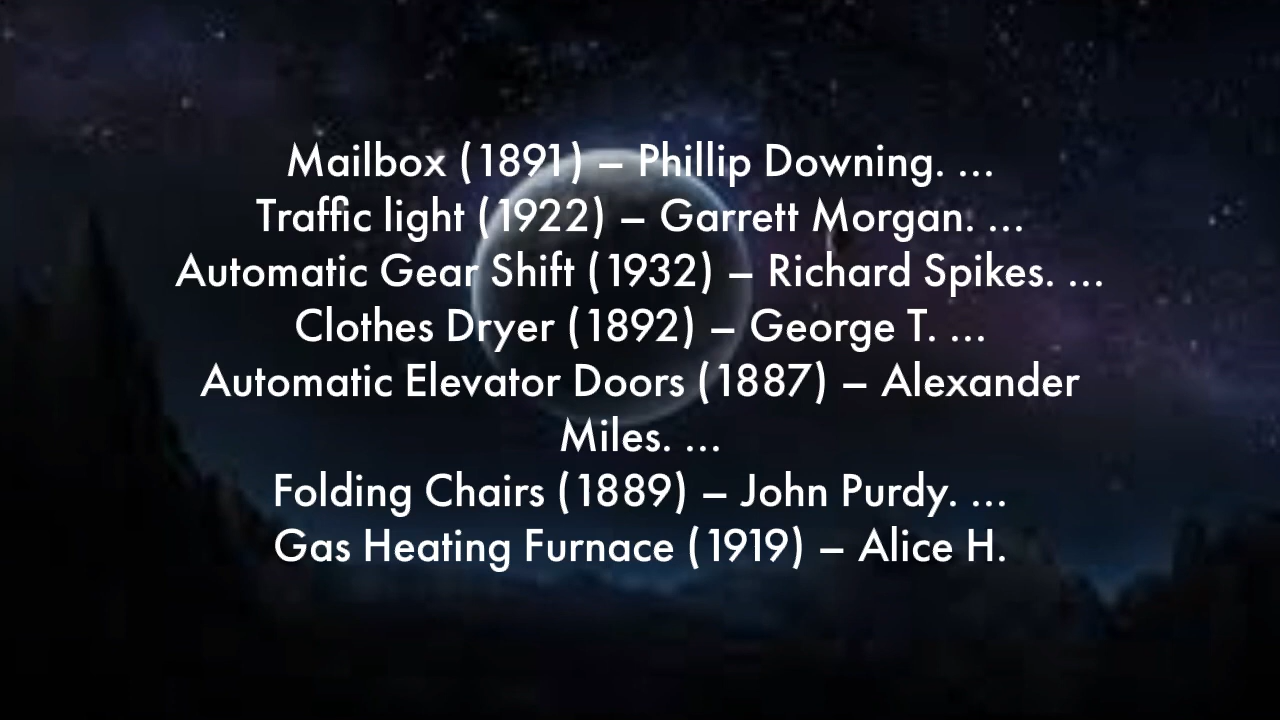 Mailbox (1891) – Phillip Downing. ...
Traffic light (1922) – Garrett Morgan. ...
Automatic Gear Shift (1932) – Richard Spikes. ...
Clothes Dryer (1892) – George T. ...
Automatic Elevator Doors (1887) – Alexander
Miles. ...
Folding Chairs (1889) – John Purdy. ...
Gas Heating Furnace (1919) – Alice H.